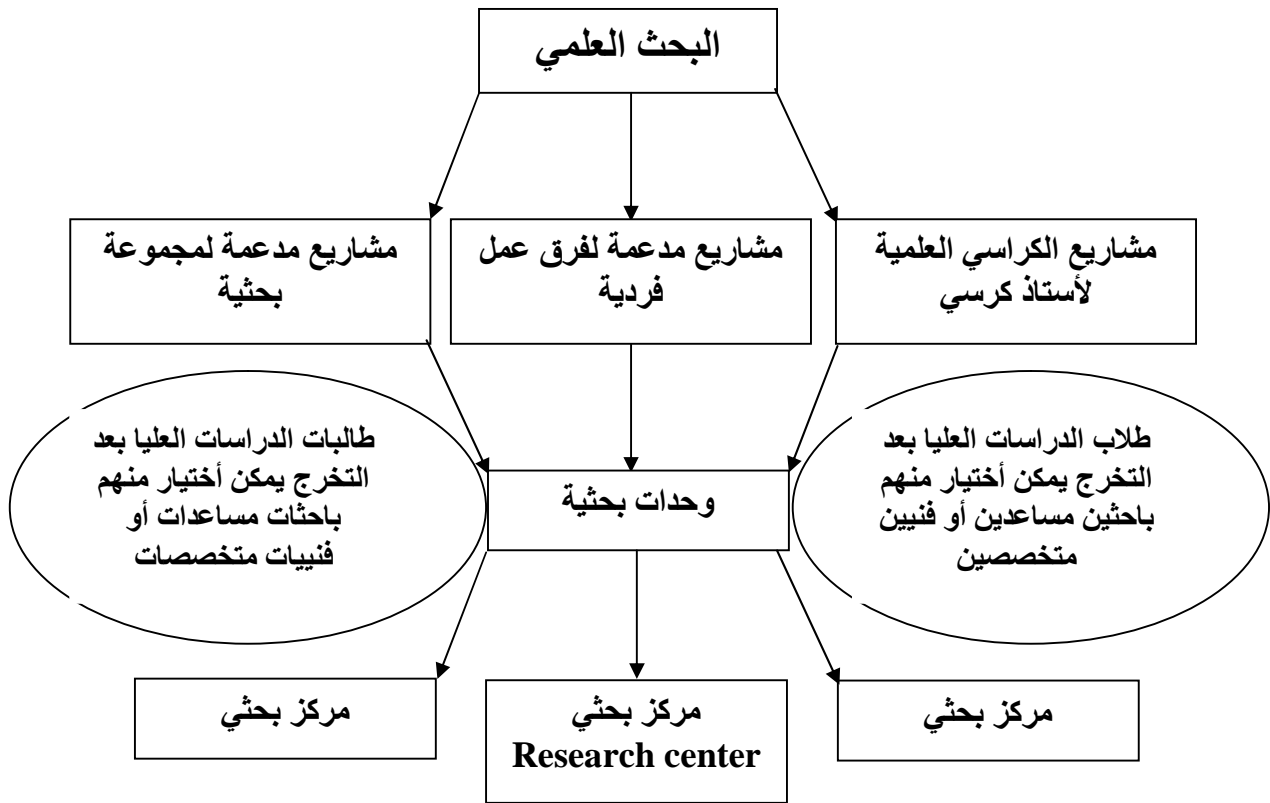 البحث العلمي
مشاريع الكراسي العلمية
لأستاذ كرسي
مشاريع مدعمة لفرق عمل
فردية
مشاريع مدعمة لمجموعة
بحثية
طلاب الدراسات العليا بعد
التخرج يمكن أختيار منهم
باحثين مساعدين أو فنيين
متخصصين
وحدات بحثية
طالبات الدراسات العليا بعد
التخرج يمكن أختيار منهم
باحثات مساعدات أو
فنييات متخصصات
مركز بحثي
مركز بحثي
Research center
مركز بحثي